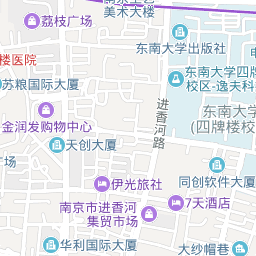 荔枝广场
美术大楼
东南大学出版社
楼医院
苏粮国际大厦
东南大学四牌
校区-逸夫科
进香河路
金润发购物中心
东南大学
(四牌楼校
天创大厦
广场
同创软件大厦
伊光旅社
7天酒店
南京市进香河
集贸市场
华利国际大厦
大纱帽巷